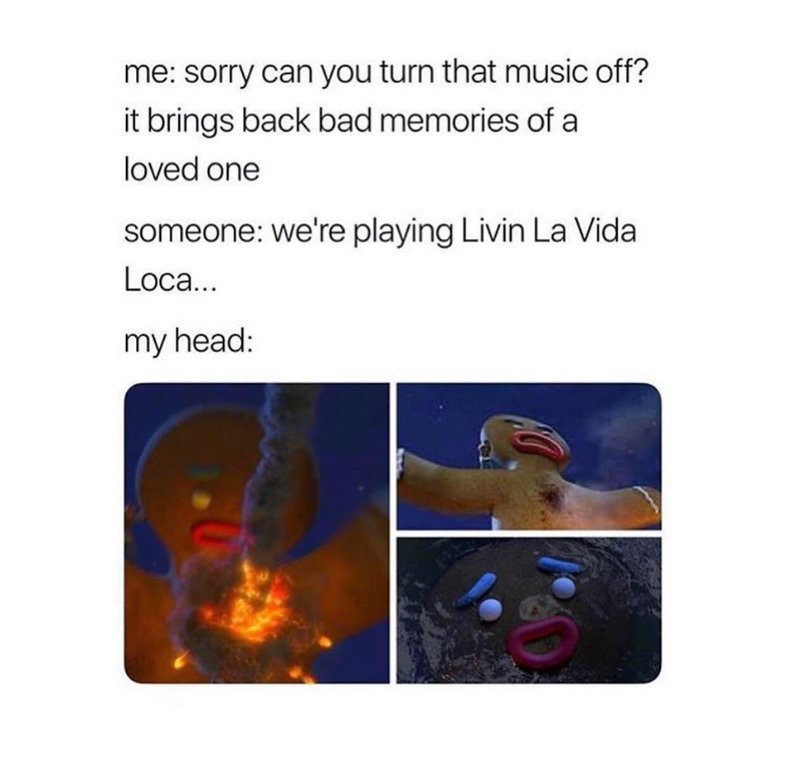 me: sorry can you turn that music off?
it brings back bad memories of a
loved one
someone: we're playing Livin La Vida
Loca...
my head: